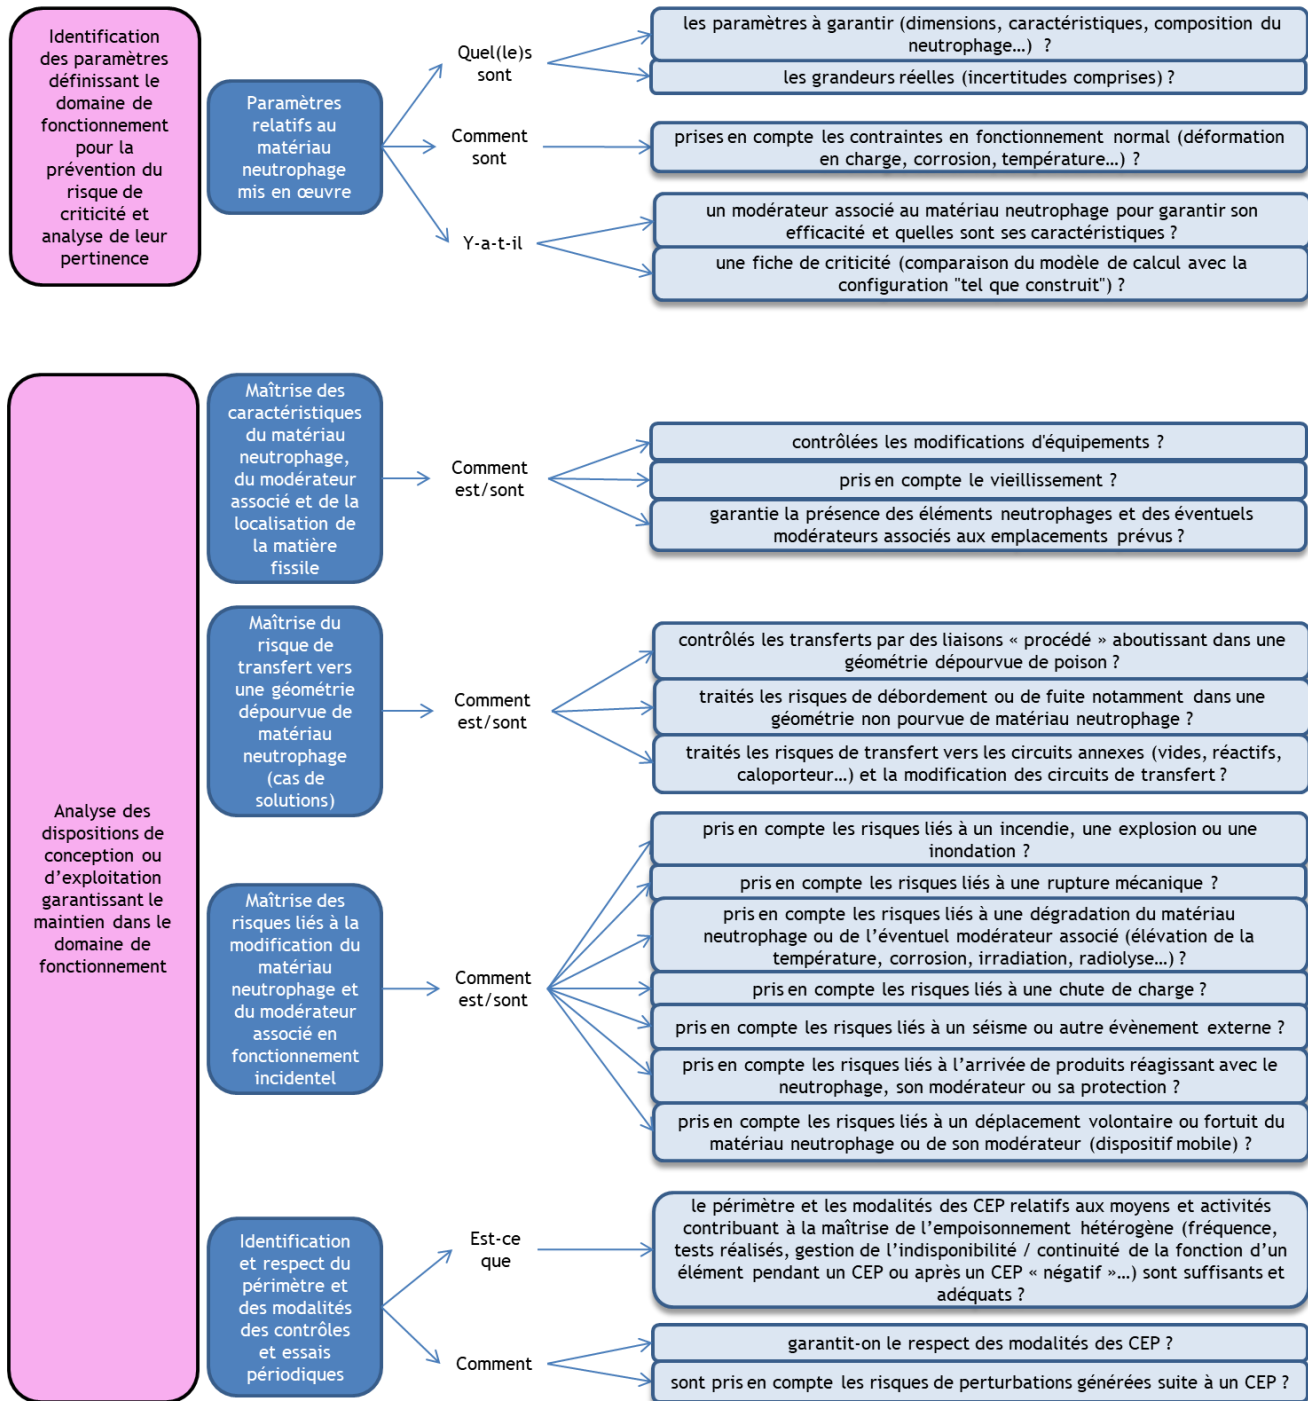 Identification
des paramètres
définissant le
domaine de
fonctionnement
pour la
prévention du
risque de
criticité et
analyse de leur
pertinence
Paramètres
relatifs au
matériau
neutrophage
mis en œuvre
Quel(le)s
sont
les paramètres à garantir (dimensions, caractéristiques, composition du
neutrophage…) ?
les grandeurs réelles (incertitudes comprises) ?
Comment
sont
prises en compte les contraintes en fonctionnement normal (déformation
en charge, corrosion, température…) ?
Y-a-t-il
un modérateur associé au matériau neutrophage pour garantir son
efficacité et quelles sont ses caractéristiques ?
une fiche de criticité (comparaison du modèle de calcul avec la
configuration "tel que construit") ?
Analyse des
dispositions de
conception ou
d’exploitation
garantissant le
maintien dans le
domaine de
fonctionnement
Maîtrise des
caractéristiques
du matériau
neutrophage,
du modérateur
associé et de la
localisation de
la matière
fissile
Comment
est/sont
contrôlées les modifications d'équipements ?
pris en compte le vieillissement ?
garantie la présence des éléments neutrophages et des éventuels
modérateurs associés aux emplacements prévus ?
Maîtrise du
risque de
transfert vers
une géométrie
dépourvue de
matériau
neutrophage
(cas de
solutions)
Comment
est/sont
contrôlés les transferts par des liaisons « procédé » aboutissant dans une
géométrie dépourvue de poison ?
traités les risques de débordement ou de fuite notamment dans une
géométrie non pourvue de matériau neutrophage ?
traités les risques de transfert vers les circuits annexes (vides, réactifs,
caloporteur…) et la modification des circuits de transfert ?
Maîtrise des
risques liés à la
modification du
matériau
neutrophage et
du modérateur
associé en
fonctionnement
incidentel
Comment
est/sont
pris en compte les risques liés à un incendie, une explosion ou une
inondation ?
pris en compte les risques liés à une rupture mécanique ?
pris en compte les risques liés à une dégradation du matériau
neutrophage ou de l’éventuel modérateur associé (élévation de la
température, corrosion, irradiation, radiolyse…) ?
pris en compte les risques liés à une chute de charge ?
pris en compte les risques liés à un séisme ou autre évènement externe ?
pris en compte les risques liés à l’arrivée de produits réagissant avec le
neutrophage, son modérateur ou sa protection ?
pris en compte les risques liés à un déplacement volontaire ou fortuit du
matériau neutrophage ou de son modérateur (dispositif mobile) ?
Identification
et respect du
périmètre et
des modalités
des contrôles
et essais
périodiques
Est-ce
que
le périmètre et les modalités des CEP relatifs aux moyens et activités
contribuant à la maîtrise de l’empoisonnement hétérogène (fréquence,
tests réalisés, gestion de l’indisponibilité / continuité de la fonction d’un
élément pendant un CEP ou après un CEP « négatif »…) sont suffisants et
adéquats ?
Comment
garantit-on le respect des modalités des CEP ?
sont pris en compte les risques de perturbations générées suite à un CEP ?